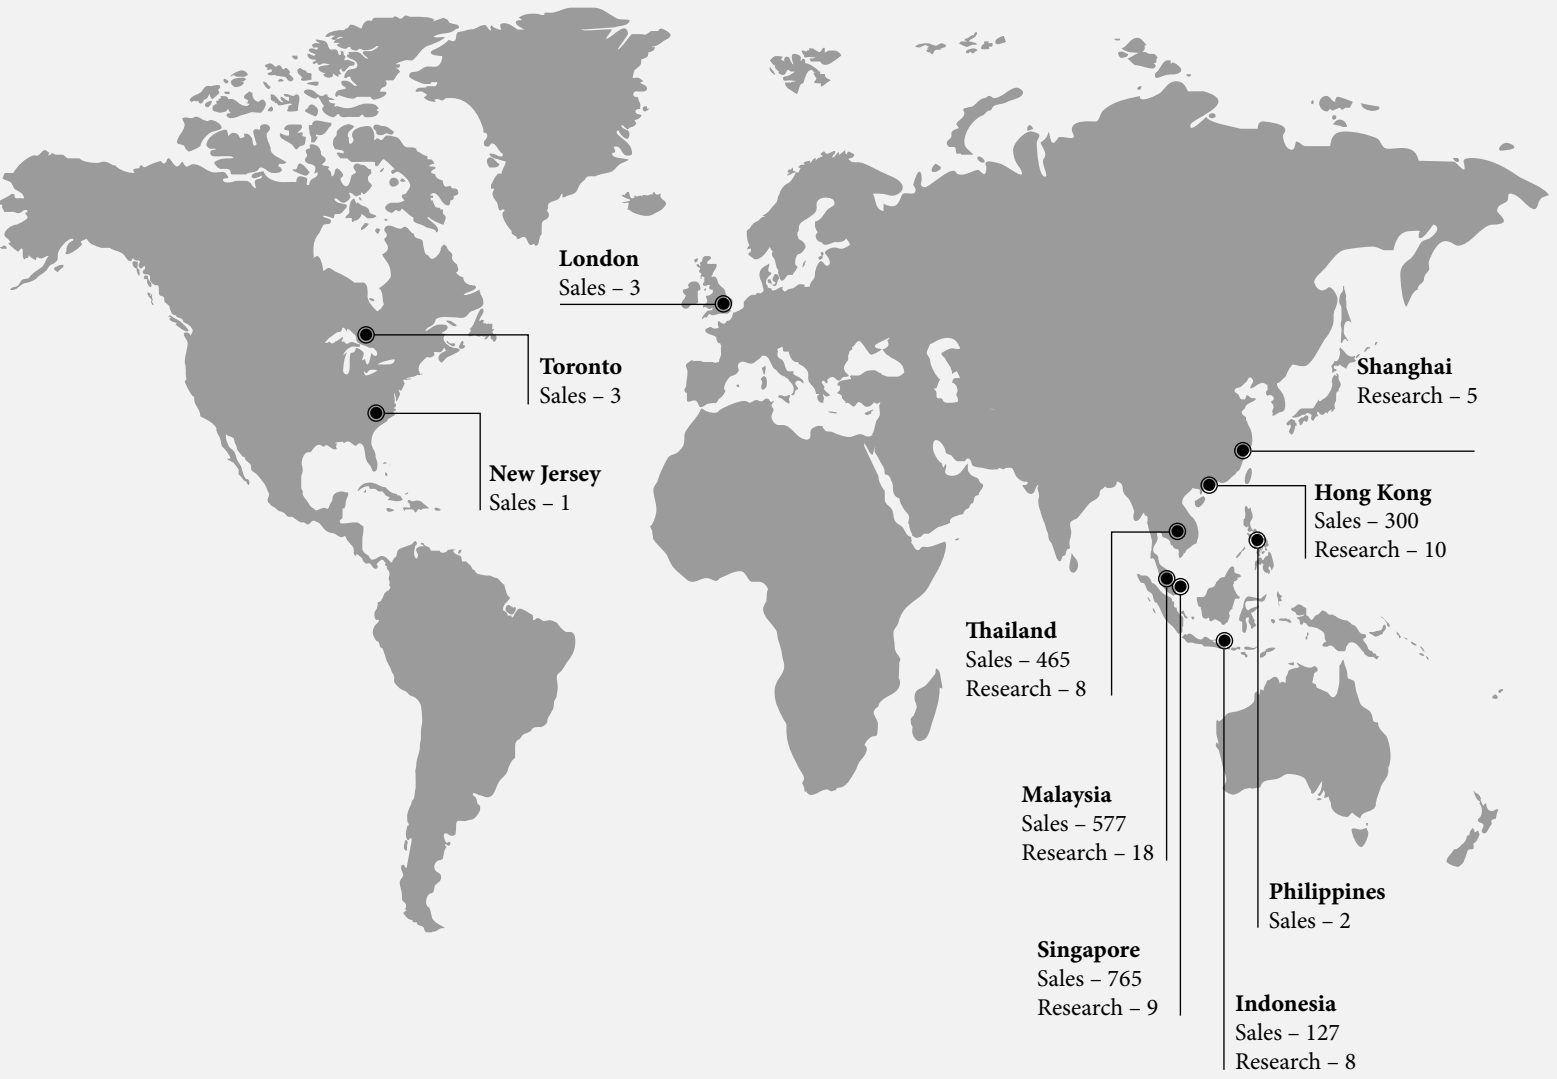 London
Sales – 3
Toronto
Sales – 3
New Jersey
Sales – 1
Shanghai
Research – 5
Hong Kong
Sales – 300
Research – 10
Thailand
Sales – 465
Research – 8
Malaysia
Sales – 577
Research – 18
Philippines
Sales – 2
Singapore
Sales – 765
Research – 9
Indonesia
Sales – 127
Research – 8